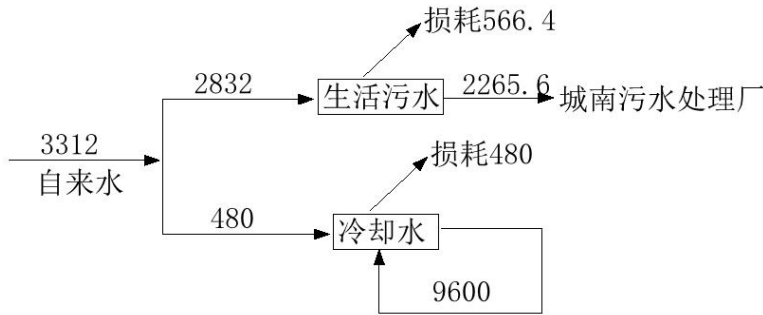 损耗566.4
2832
生活污水
2265.6
城南污水处理厂
3312
自来水
损耗480
480
冷却水
9600